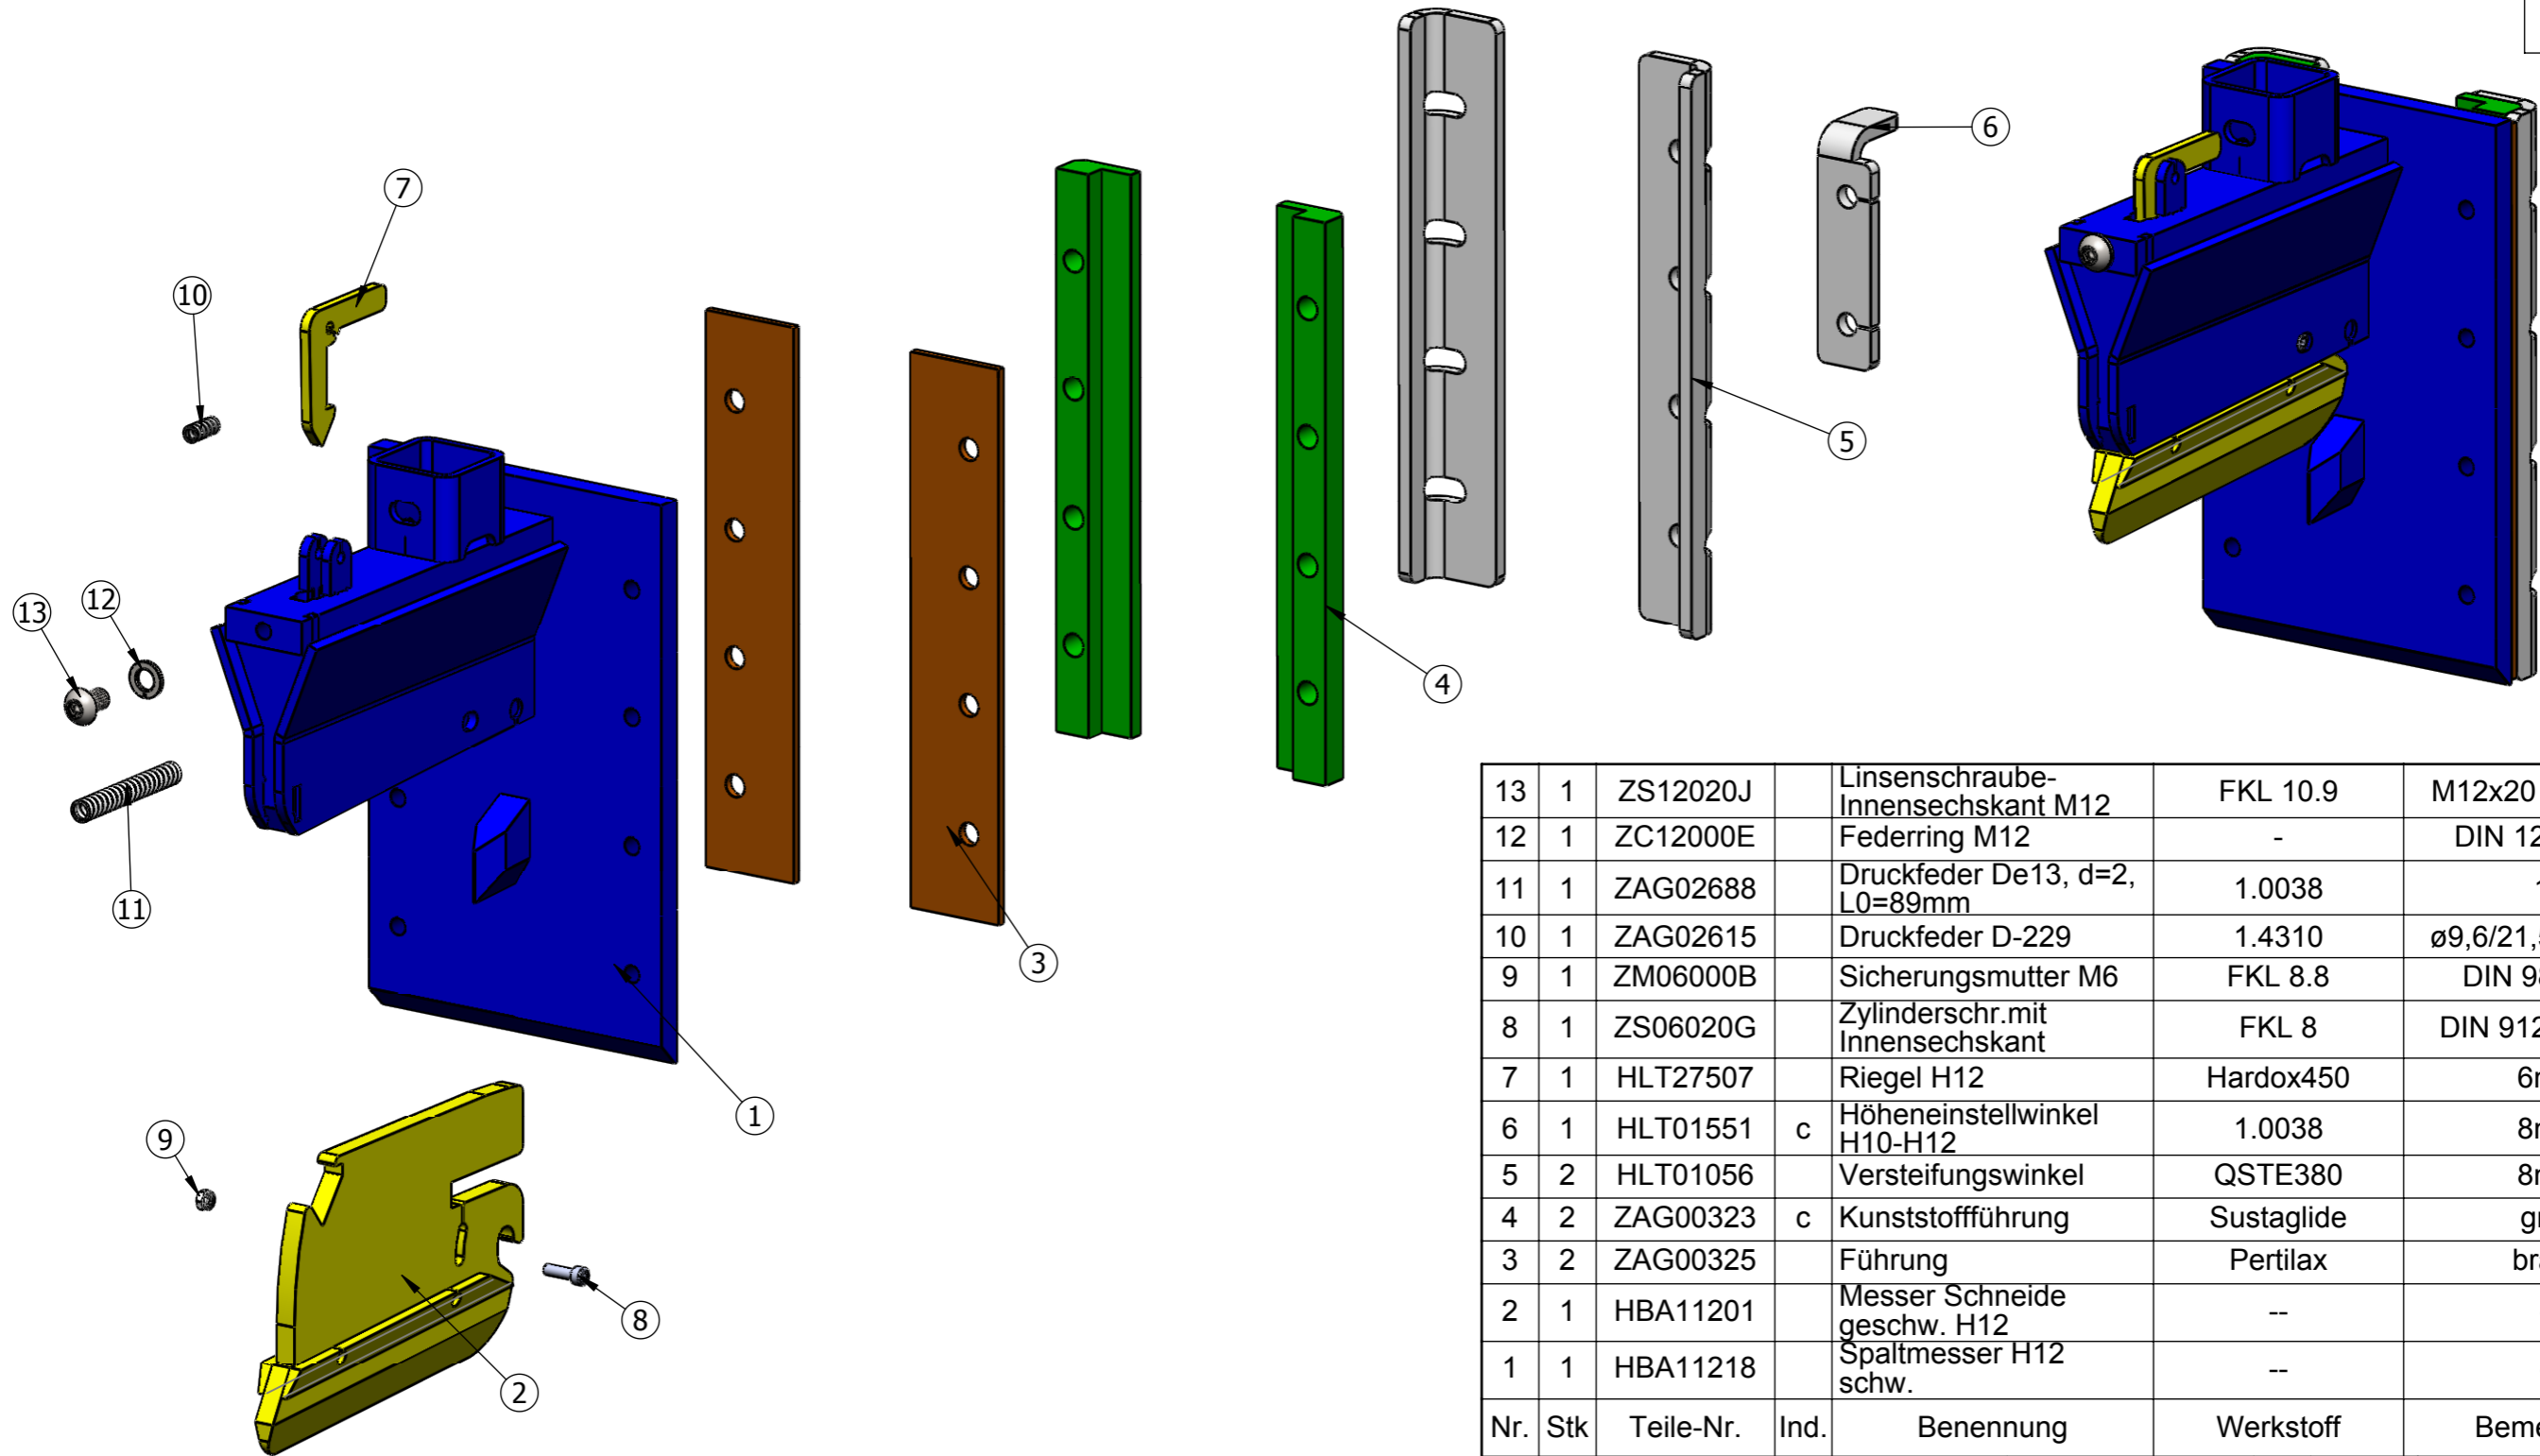 6
7
10
5
12
13
4
11
3
1
9
8
2
13 1 ZS12020J Linsenschraube- FKL 10.9 M12x20
Innensechskant M12
12 1 ZC12000E Federring M12 - DIN
11 1 ZAG02688 Druckfeder De13, d=2, 1.0038
L0=89mm
10 1 ZAG02615 Druckfeder D-229 1.4310
9 1 ZM06000B Sicherungsmutter M6 FKL 8.8 DIN
8 1 ZS06020G Zylinderschr.mit FKL 8 DIN 912
Innensechskant
7 1 HLT27507 Riegel H12 Hardox450
6 1 HLT01551 c Höheneinstellwinkel 1.0038
H10-H12
5 2 HLT01056 Versteifungswinkel QSTE380
4 2 ZAG00323 c Kunststoffführung Sustaglide
3 2 ZAG00325 Führung Pertilax
2 1 HBA11201 Messer Schneide --
geschw. H12
1 1 HBA11218 Spaltmesser H12 --
schw.
Nr. Stk Teile-Nr. Ind. Benennung Werkstoff